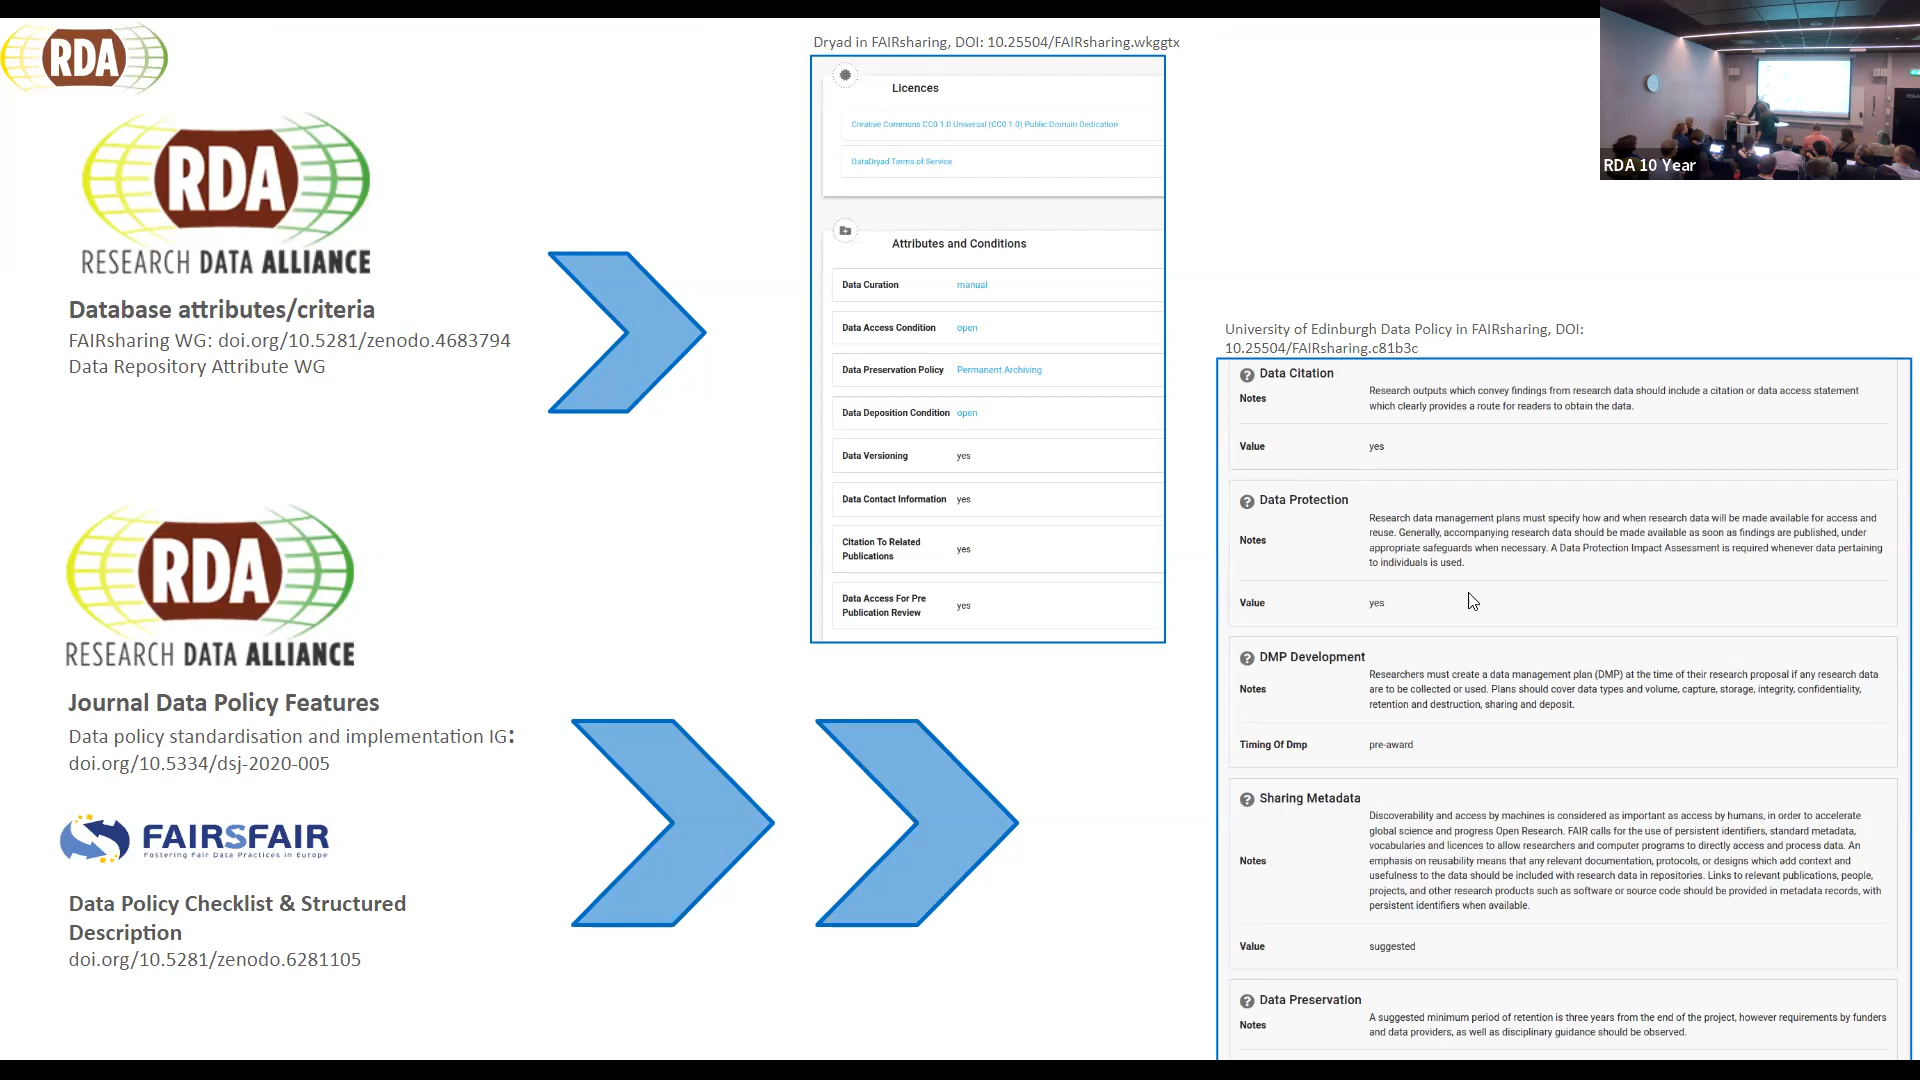 RDA
RDA
RESEARCH DATA ALLIANCE
Database attributes/criteria
FAIRsharing WG: doi.org/10.5281/zenodo.4683794
Data Repository Attribute WG
RDA
RESEARCH DATA ALLIANCE
Journal Data Policy Features
Data policy standardisation and implementation IG:
doi.org/10.5334/dsj-2020-005
FAIRSFAIR
Fostering Fair Data Practices in Europe
Data Policy Checklist & Structured
Description
doi.org/10.5281/zenodo.6281105
Dryad in FAIRsharing, DOI: 10.25504/FAIRsharing.wkggtx
Licences
Creative Commons CC0 1.0 Universal (CC0 1.0) Public Domain Dedication
DataDryad Terms of Service
Attributes and Conditions
Data Curation manual
Data Access Condition open
Data Preservation Policy Permanent Archiving
Data Deposition Condition open
Data Versioning yes
Data Contact Information yes
Citation To Related
Publications yes
Data Access For Pre
Publication Review yes
RDA 10 Year
University of Edinburgh Data Policy in FAIRsharing, DOI:
10.25504/FAIRsharing.c81b3c
Data Citation
Notes
Research outputs which convey findings from research data should include a citation or data access statement
which clearly provides a route for readers to obtain the data.
Value yes
Data Protection
Notes
Research data management plans must specify how and when research data will be made available for access and
reuse. Generally, accompanying research data should be made available as soon as findings are published, under
appropriate safeguards when necessary. A Data Protection Impact Assessment is required whenever data pertaining
to individuals is used.
Value yes
DMP Development
Notes
Researchers must create a data management plan (DMP) at the time of their research proposal if any research data
are to be collected or used. Plans should cover data types and volume, capture, storage, integrity, confidentiality,
retention and destruction, sharing and deposit.
Timing Of Dmp pre-award
Sharing Metadata
Notes
Discoverability and access by machines is considered as important as access by humans, in order to accelerate
global science and progress Open Research. FAIR calls for the use of persistent identifiers, standard metadata,
vocabularies and licences to allow researchers and computer programs to directly access and process data. An
emphasis on reusability means that any relevant documentation, protocols, or designs which add context and
usefulness to the data should be included with research data in repositories. Links to relevant publications, people,
projects, and other research products such as software or source code should be provided in metadata records, with
persistent identifiers when available.
Value suggested
Data Preservation
Notes
A suggested minimum period of retention is three years from the end of the project, however requirements by funders
and data providers, as well as disciplinary guidance should be observed.